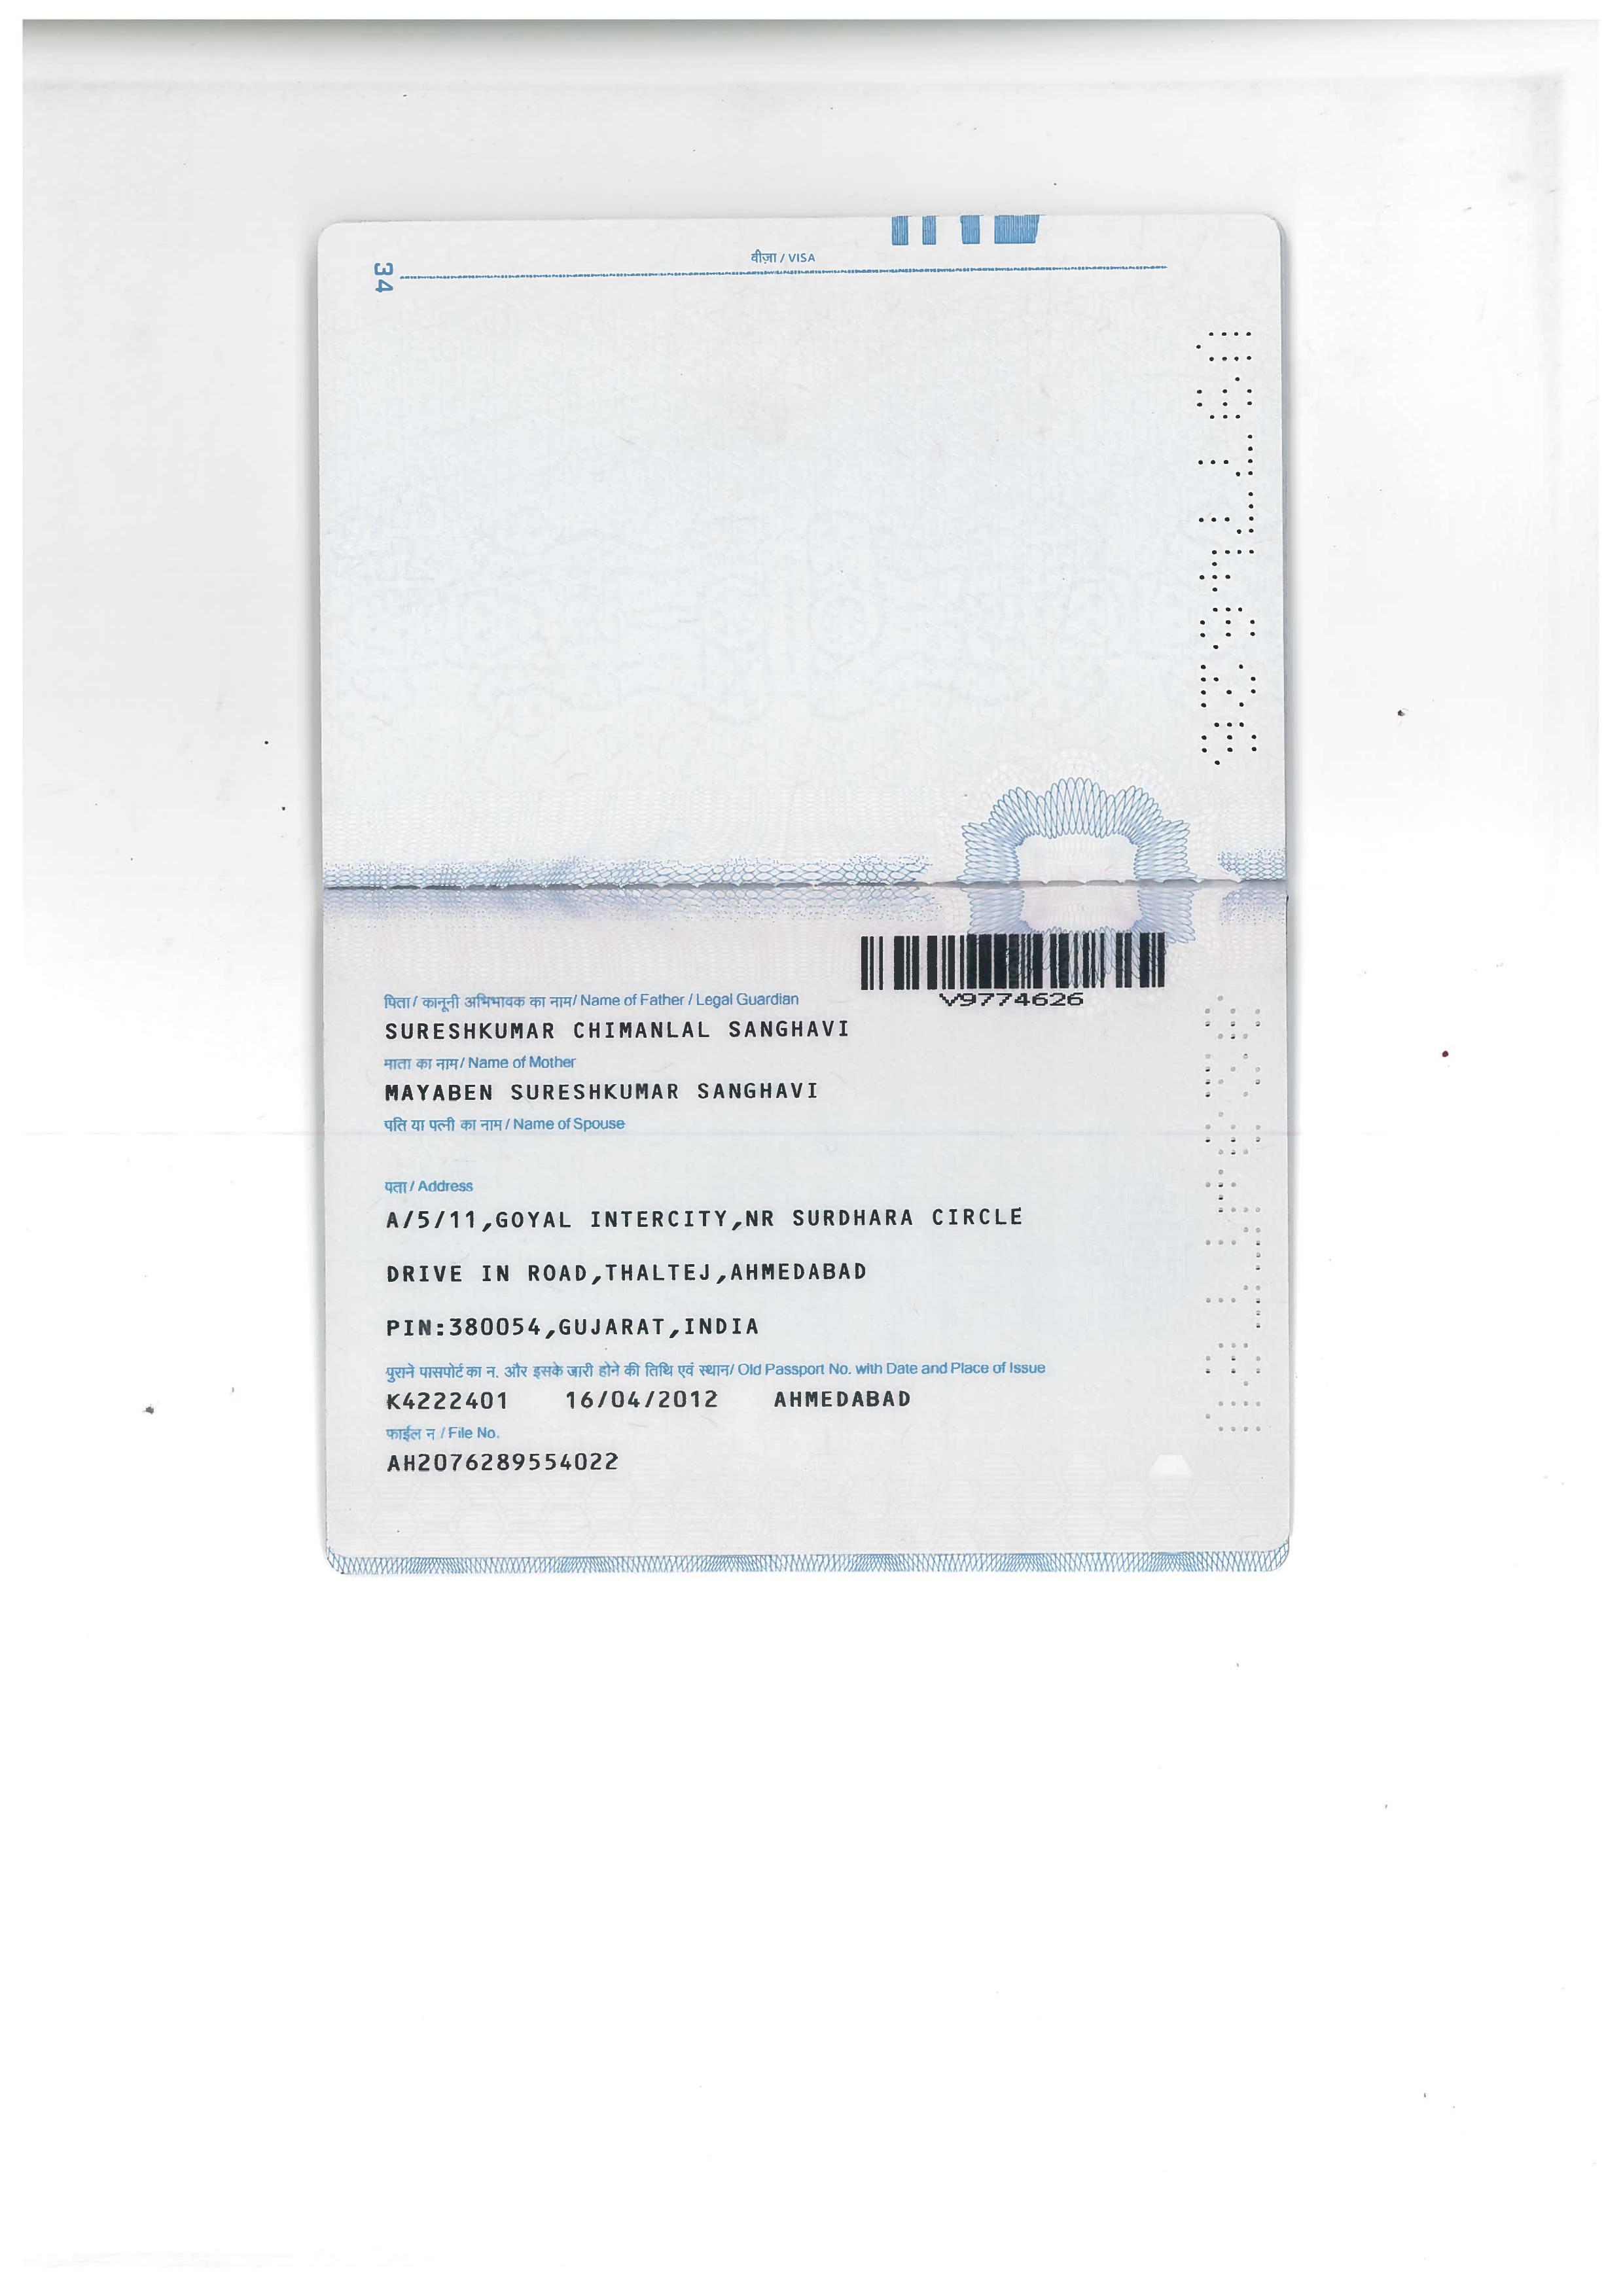 34
वीज़ा / VISA
V9774626
पिता / कानूनी अभिभावक का नाम / Name of Father / Legal Guardian
SURESHKUMAR CHIMANLAL SANGHAVI
माता का नाम / Name of Mother
MAYABEN SURESHKUMAR SANGHAVI
पति या पत्नी का नाम / Name of Spouse
पता / Address
A/5/11,GOYAL INTERCITY,NR SURDHARA CIRCLE
DRIVE IN ROAD,THALTEJ,AHMEDABAD
PIN:380054,GUJARAT,INDIA
पुराने पासपोर्ट का न. और इसके जारी होने की तिथि एवं स्थान/ Old Passport No. with Date and Place of Issue
K4222401 16/04/2012 AHMEDABAD
फाईल न / File No.
AH2076289554022